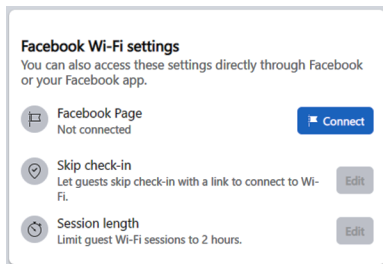 Facebook Wi-Fi settings
You can also access these settings directly through Facebook
or your Facebook app.
Facebook Page
Not connected
Connect
Skip check-in
Let guests skip check-in with a link to connect to Wi-
Fi.
Edit
Session length
Limit guest Wi-Fi sessions to 2 hours.
Edit